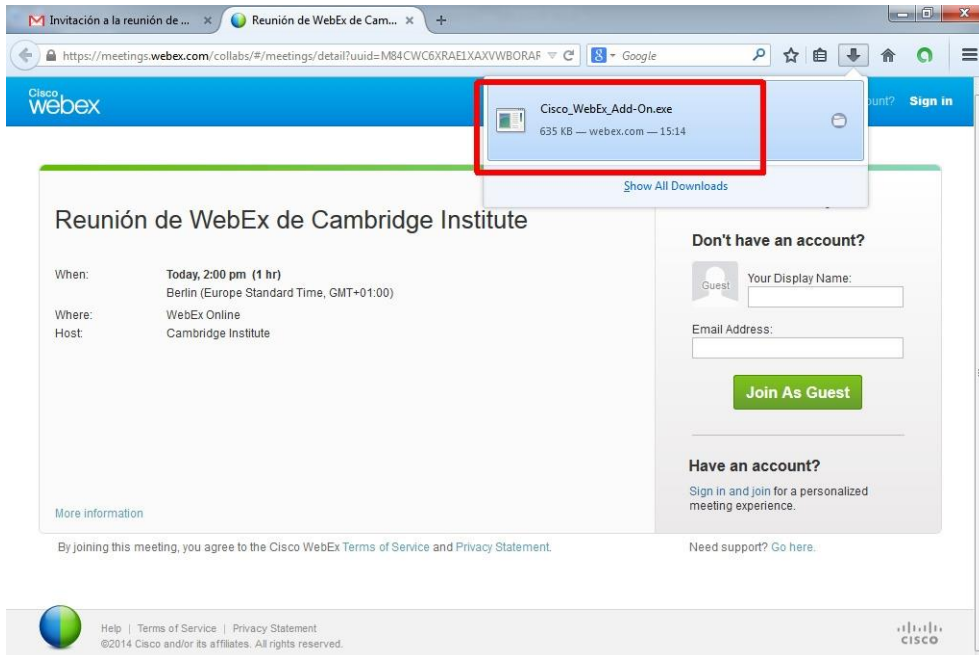 Invitación a la reunión de ...
Reunión de WebEx de Cam...
https://meetings.webex.com/collabs/#/meetings/detail?uuid=M84CWC6XRAE1XAXVWBORAF
Google
Cisco
webex
ount?
Sign in
Cisco_WebEx_Add-On.exe
635 KB — webex.com — 15:14
Show All Downloads
Reunión de WebEx de Cambridge Institute
When: Today, 2:00 pm (1 hr)
Berlin (Europe Standard Time, GMT+01:00)
Where: WebEx Online
Host: Cambridge Institute
More information
Don't have an account?
Guest
Your Display Name:
Email Address:
Join As Guest
Have an account?
Sign in and join for a personalized
meeting experience.
By joining this meeting, you agree to the Cisco WebEx Terms of Service and Privacy Statement.
Need support? Go here.
Help | Terms of Service | Privacy Statement
©2014 Cisco and/or its affiliates. All rights reserved.
CISCO